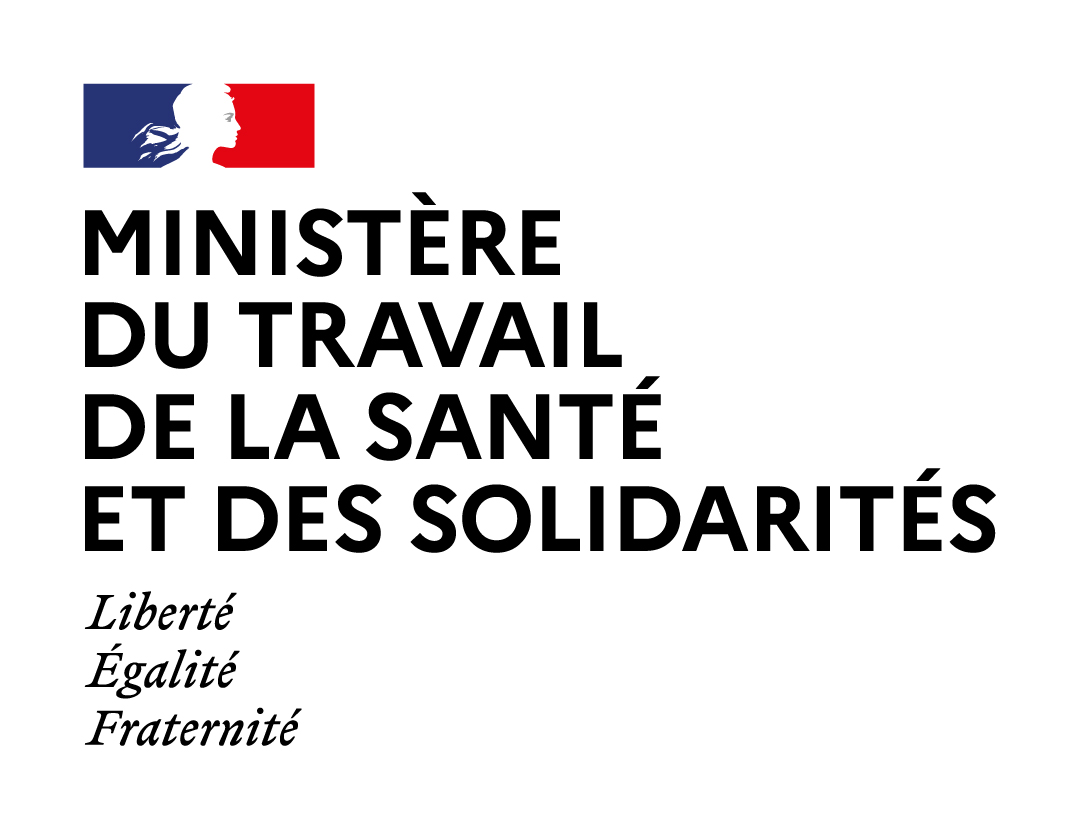 MINISTÈRE
DU TRAVAIL
DE LA SANTÉ
ET DES SOLIDARITÉS
Liberté
Égalité
Fraternité